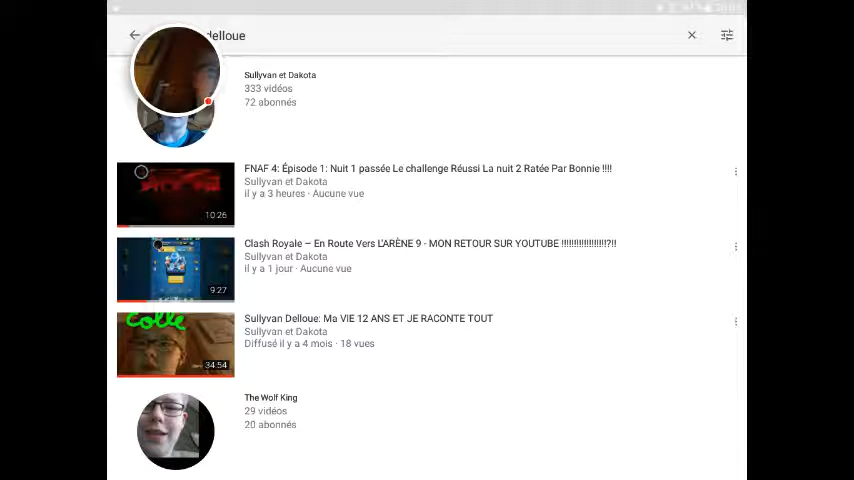 delloue
Sullyvan et Dakota
333 vidéos
72 abonnés
FNAF 4: Épisode 1: Nuit 1 passée Le challenge Réussi La nuit 2 Ratée Par Bonnie !!!!
Sullyvan et Dakota
il y a 3 heures · Aucune vue
10:26
Clash Royale – En Route Vers L'ARÈNE 9 - MON RETOUR SUR YOUTUBE !!!!!!!!!!!!!!!!!!?!!
Sullyvan et Dakota
il y a 1 jour · Aucune vue
9:27
Sullyvan Delloue: Ma VIE 12 ANS ET JE RACONTE TOUT
Sullyvan et Dakota
Diffusé il y a 4 mois · 18 vues
Colle
34:54
The Wolf King
29 vidéos
20 abonnés